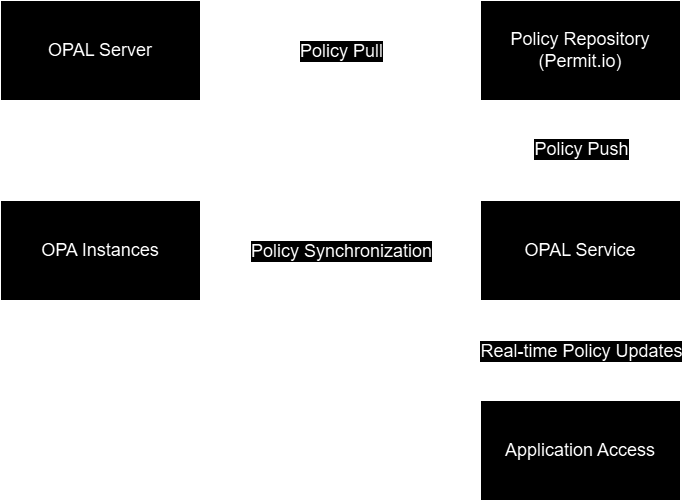 OPAL Server
Policy Pull
Policy Repository
(Permit.io)
Policy Push
OPA Instances
Policy Synchronization
OPAL Service
Real-time Policy Updates
Application Access